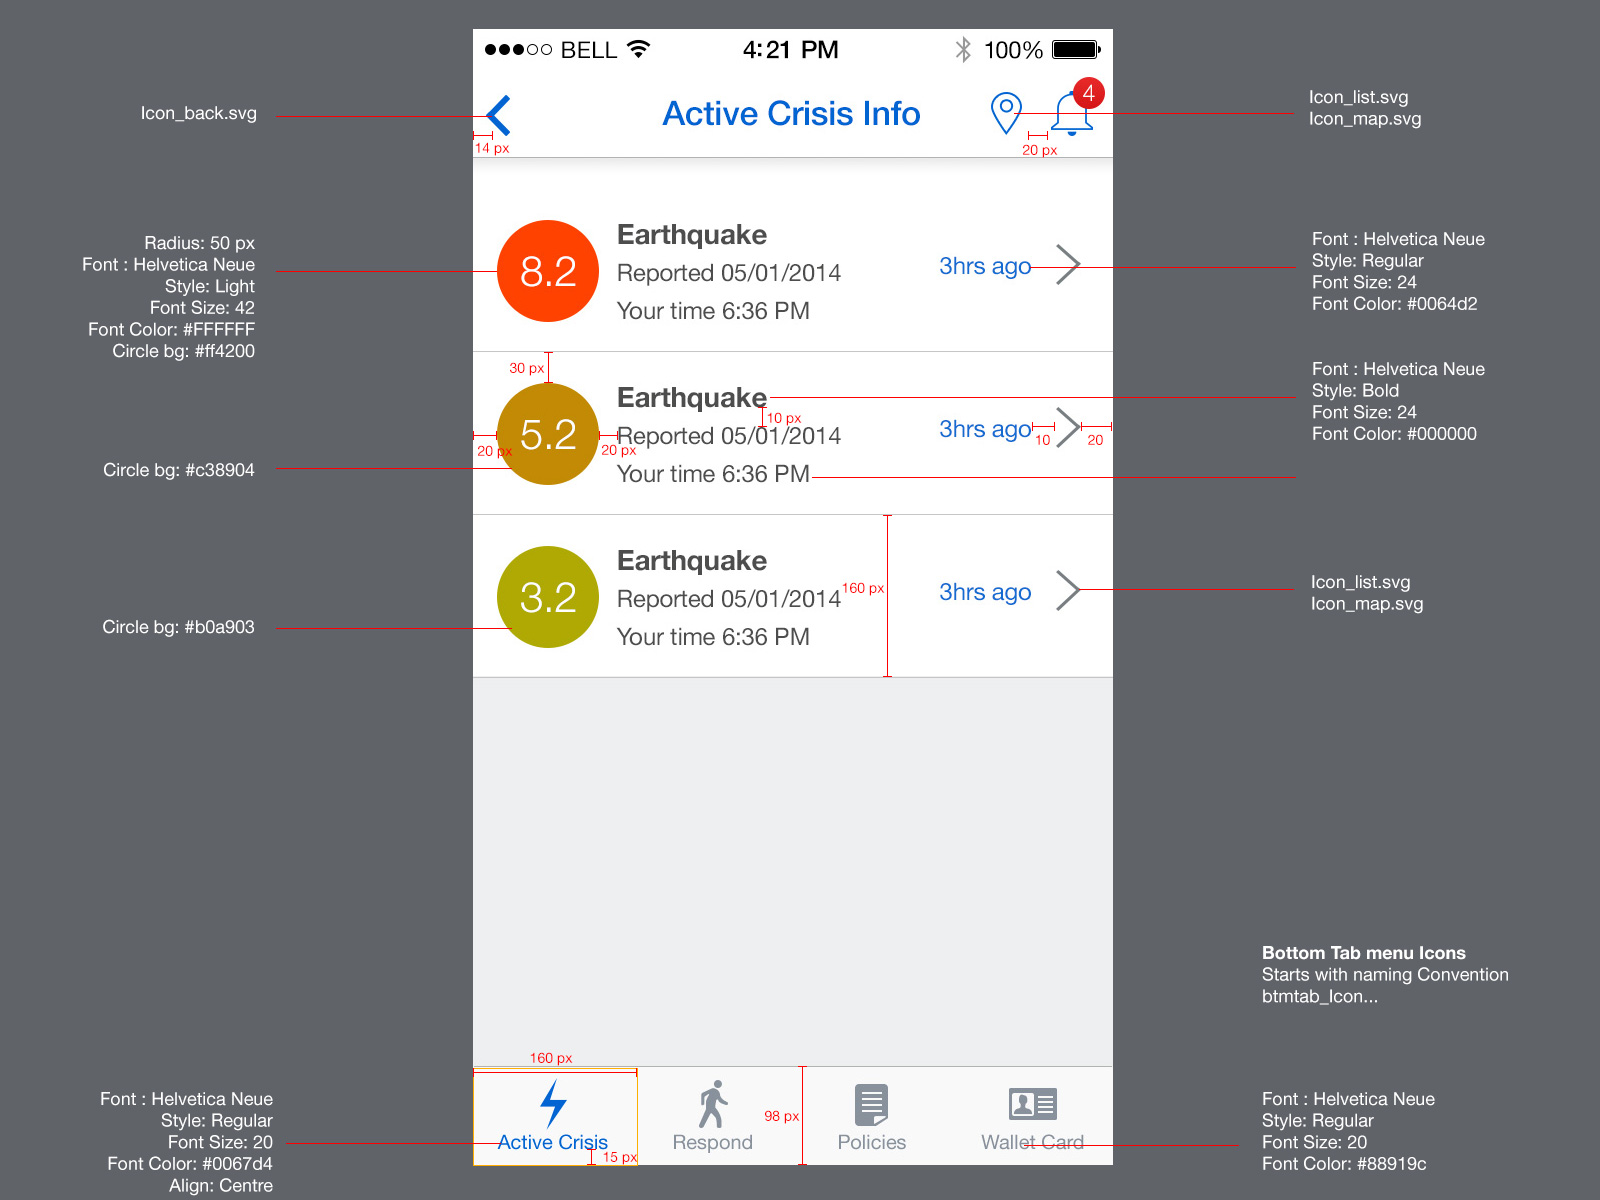 BELL 4:21 PM 100%
Icon_back.svg
Active Crisis Info
4
Icon_list.svg
Icon_map.svg
14 px
20 px
Radius: 50 px
Font : Helvetica Neue
Style: Light
Font Size: 42
Font Color: #FFFFFF
Circle bg: #ff4200
8.2
Earthquake
Reported 05/01/2014
Your time 6:36 PM
3hrs ago
Font : Helvetica Neue
Style: Regular
Font Size: 24
Font Color: #0064d2
30 px
5.2
Earthquake
10 px
Reported 05/01/2014
Your time 6:36 PM
20 px
20 px
3hrs ago
10
20
Font : Helvetica Neue
Style: Bold
Font Size: 24
Font Color: #000000
Circle bg: #c38904
3.2
Earthquake
Reported 05/01/2014
Your time 6:36 PM
160 px
3hrs ago
Icon_list.svg
Icon_map.svg
Circle bg: #b0a903
Bottom Tab menu Icons
Starts with naming Convention
btmtab_Icon...
160 px
98 px
Active Crisis
Respond
Policies
Wallet Card
15 px
Font : Helvetica Neue
Style: Regular
Font Size: 20
Font Color: #0067d4
Align: Centre
Font : Helvetica Neue
Style: Regular
Font Size: 20
Font Color: #88919c